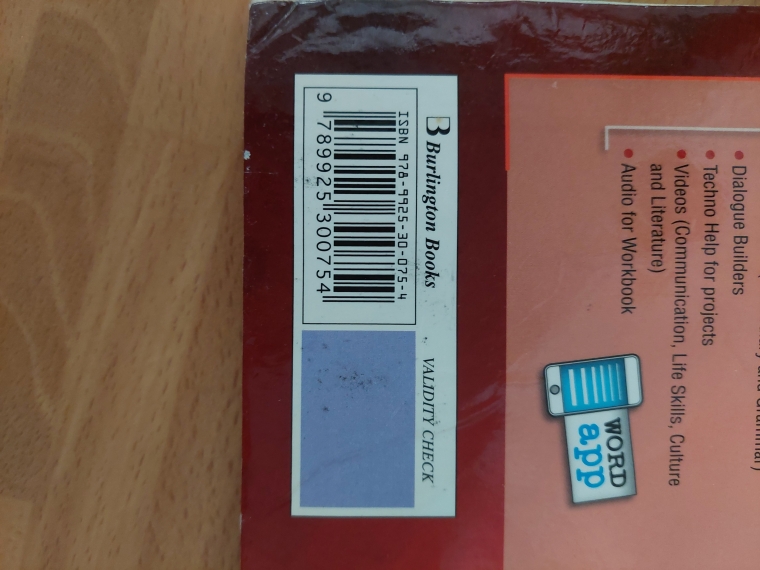 Burlington Books
ISBN 978-9925-30-075-4
9 789925 300754
VALIDITY CHECK
Dialogue Builders
Techno Help for projects
Videos (Communication, Life Skills, Culture
and Literature)
Audio for Workbook
WORD
app